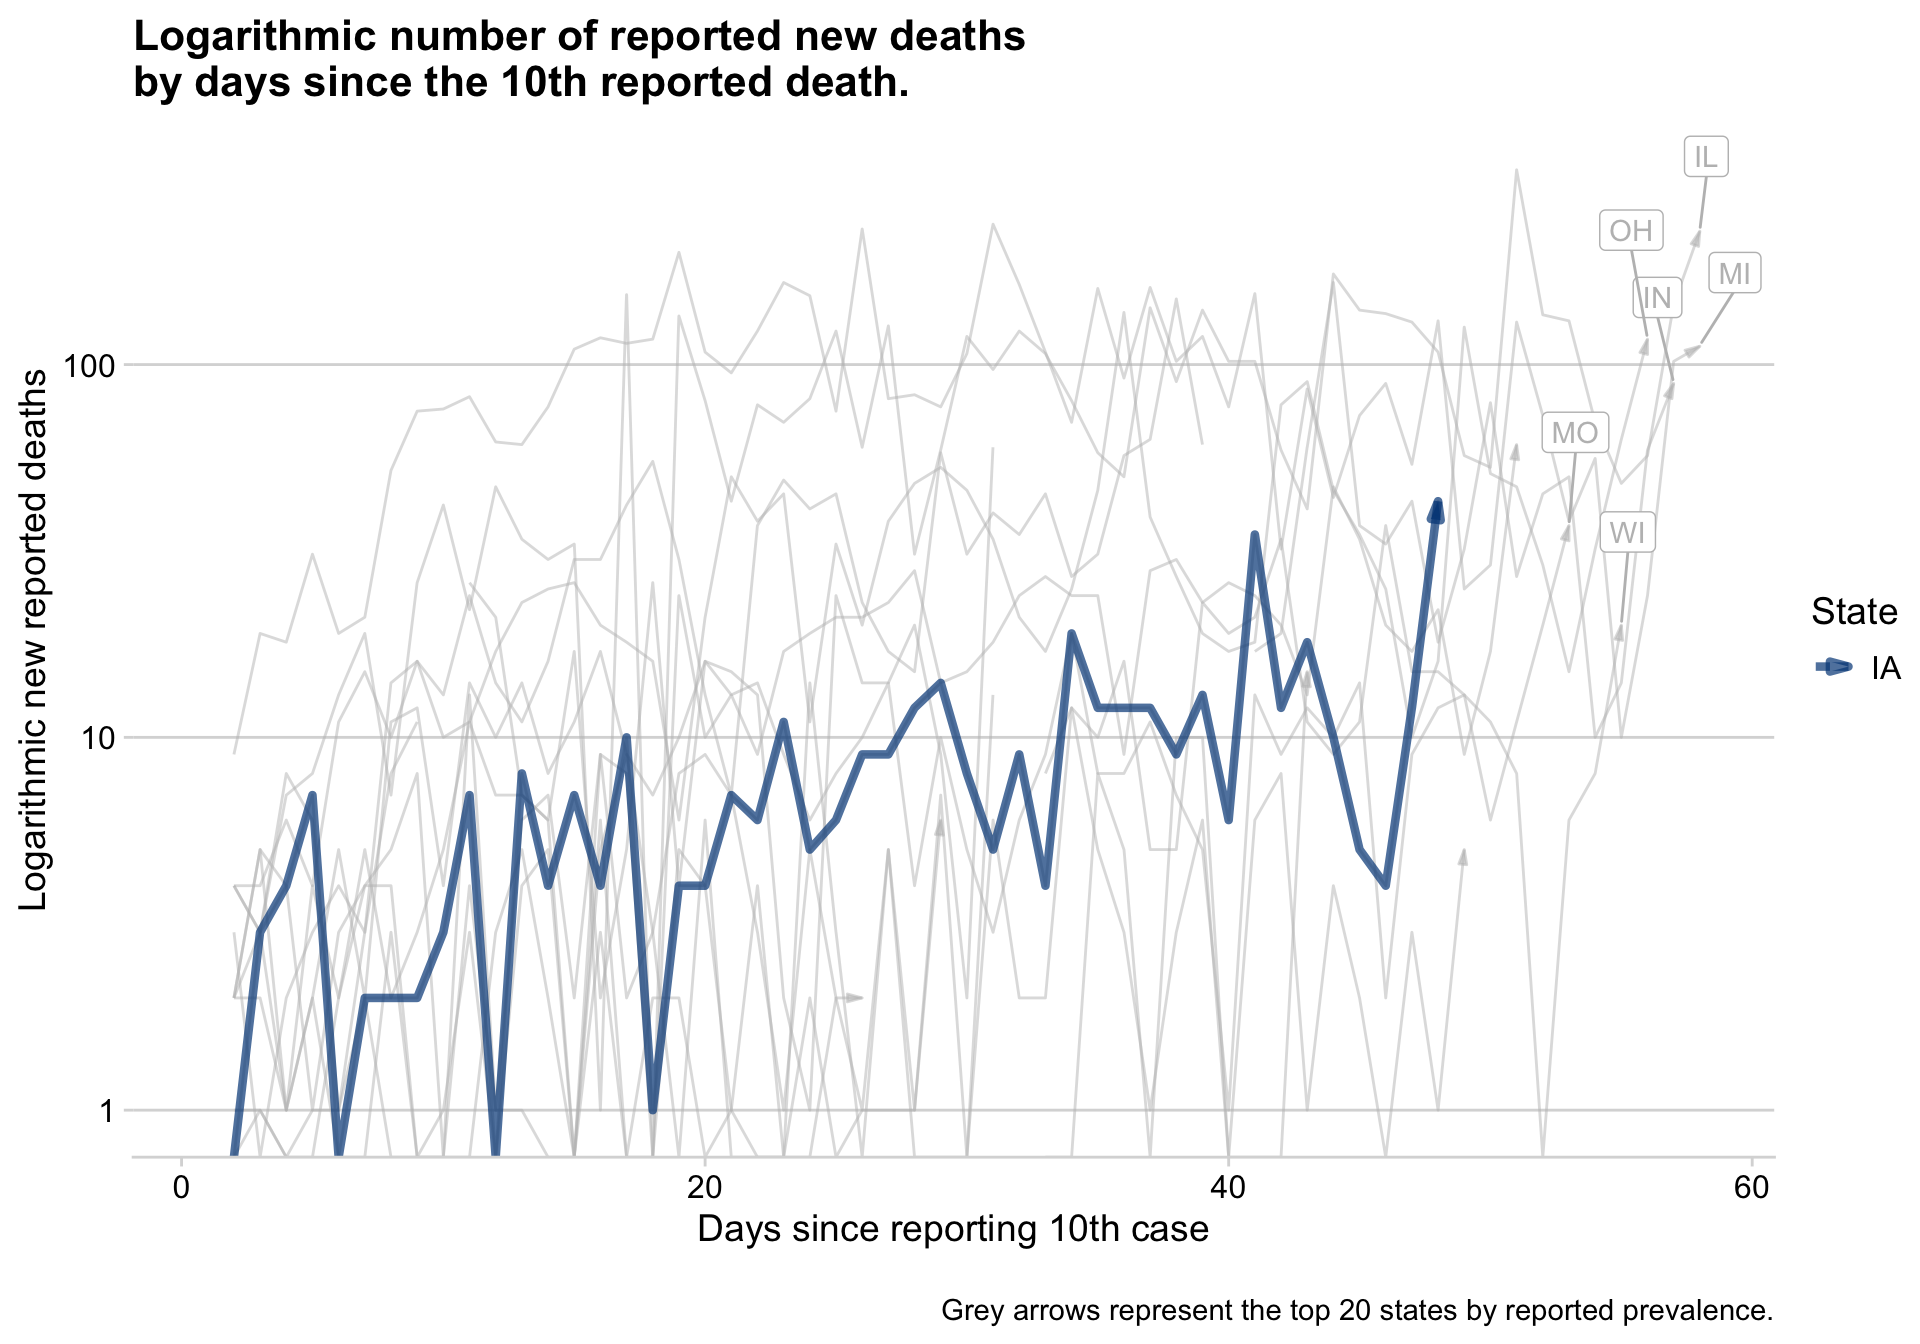 Logarithmic number of reported new deaths
by days since the 10th reported death.
Logarithmic new reported deaths
100
10
1
IL
OH
MI
IN
MO
WI
State
IA
0
20
40
60
Days since reporting 10th case
Grey arrows represent the top 20 states by reported prevalence.